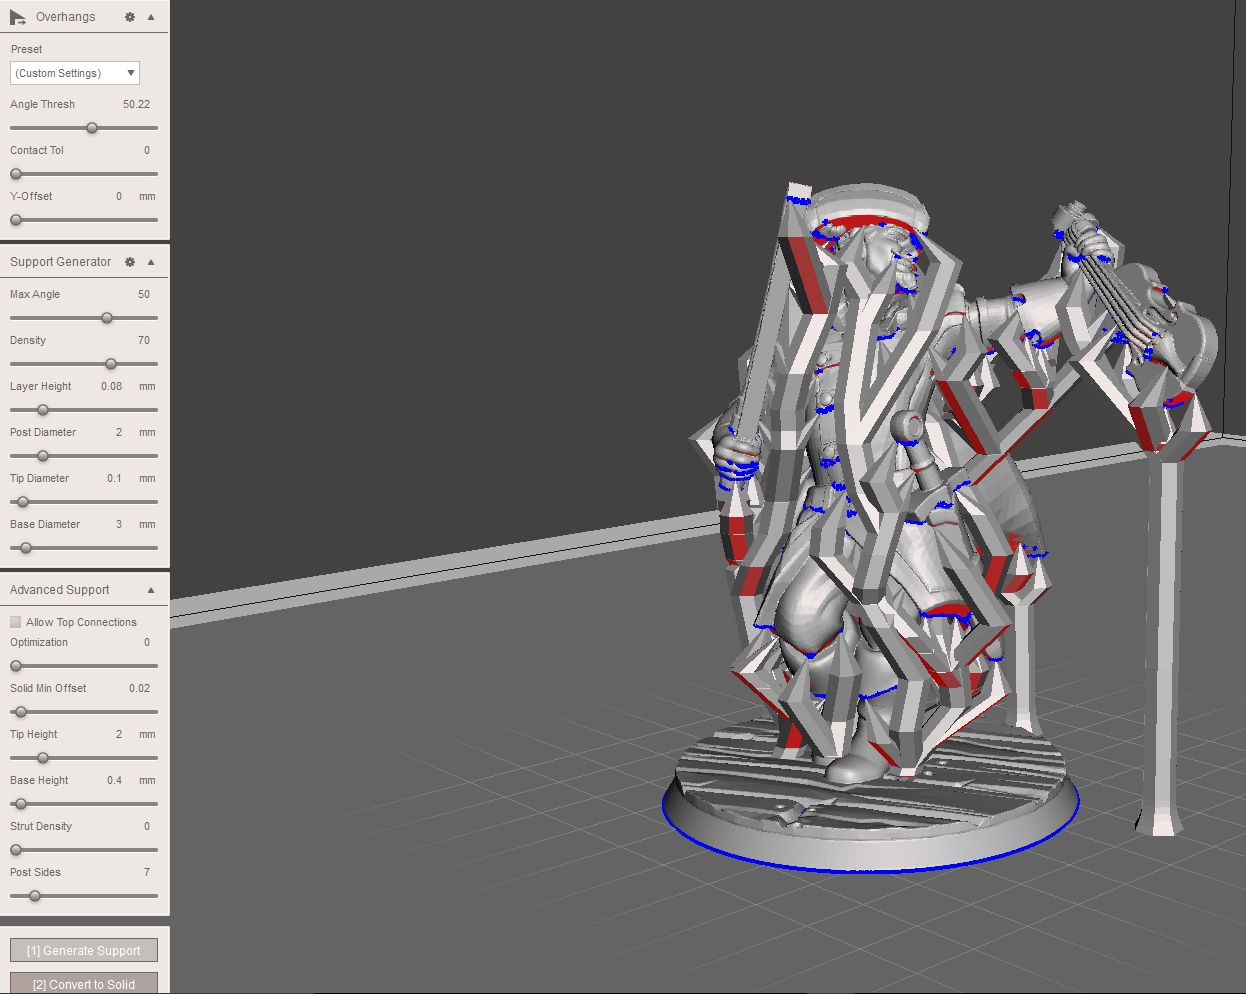 Overhangs
Preset
(Custom Settings)
Angle Thresh 50.22
Contact Tol 0
Y-Offset 0 mm
Support Generator
Max Angle 50
Density 70
Layer Height 0.08 mm
Post Diameter 2 mm
Tip Diameter 0.1 mm
Base Diameter 3 mm
Advanced Support
Allow Top Connections
Optimization 0
Solid Min Offset 0.02
Tip Height 2 mm
Base Height 0.4 mm
Strut Density 0
Post Sides 7
[1] Generate Support
[2] Convert to Solid